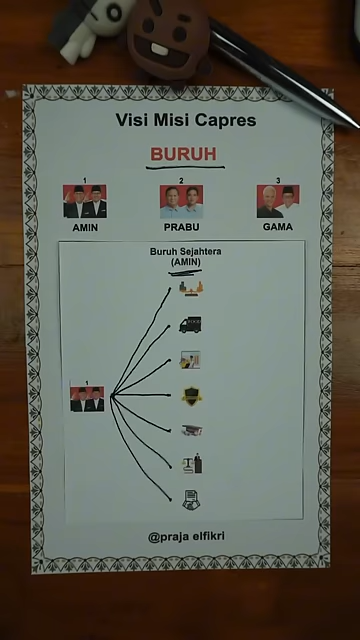 Visi Misi Capres
BURUH
1 2 3
AMIN PRABU GAMA
Buruh Sejahtera
(AMIN)
1
@praja elfikri